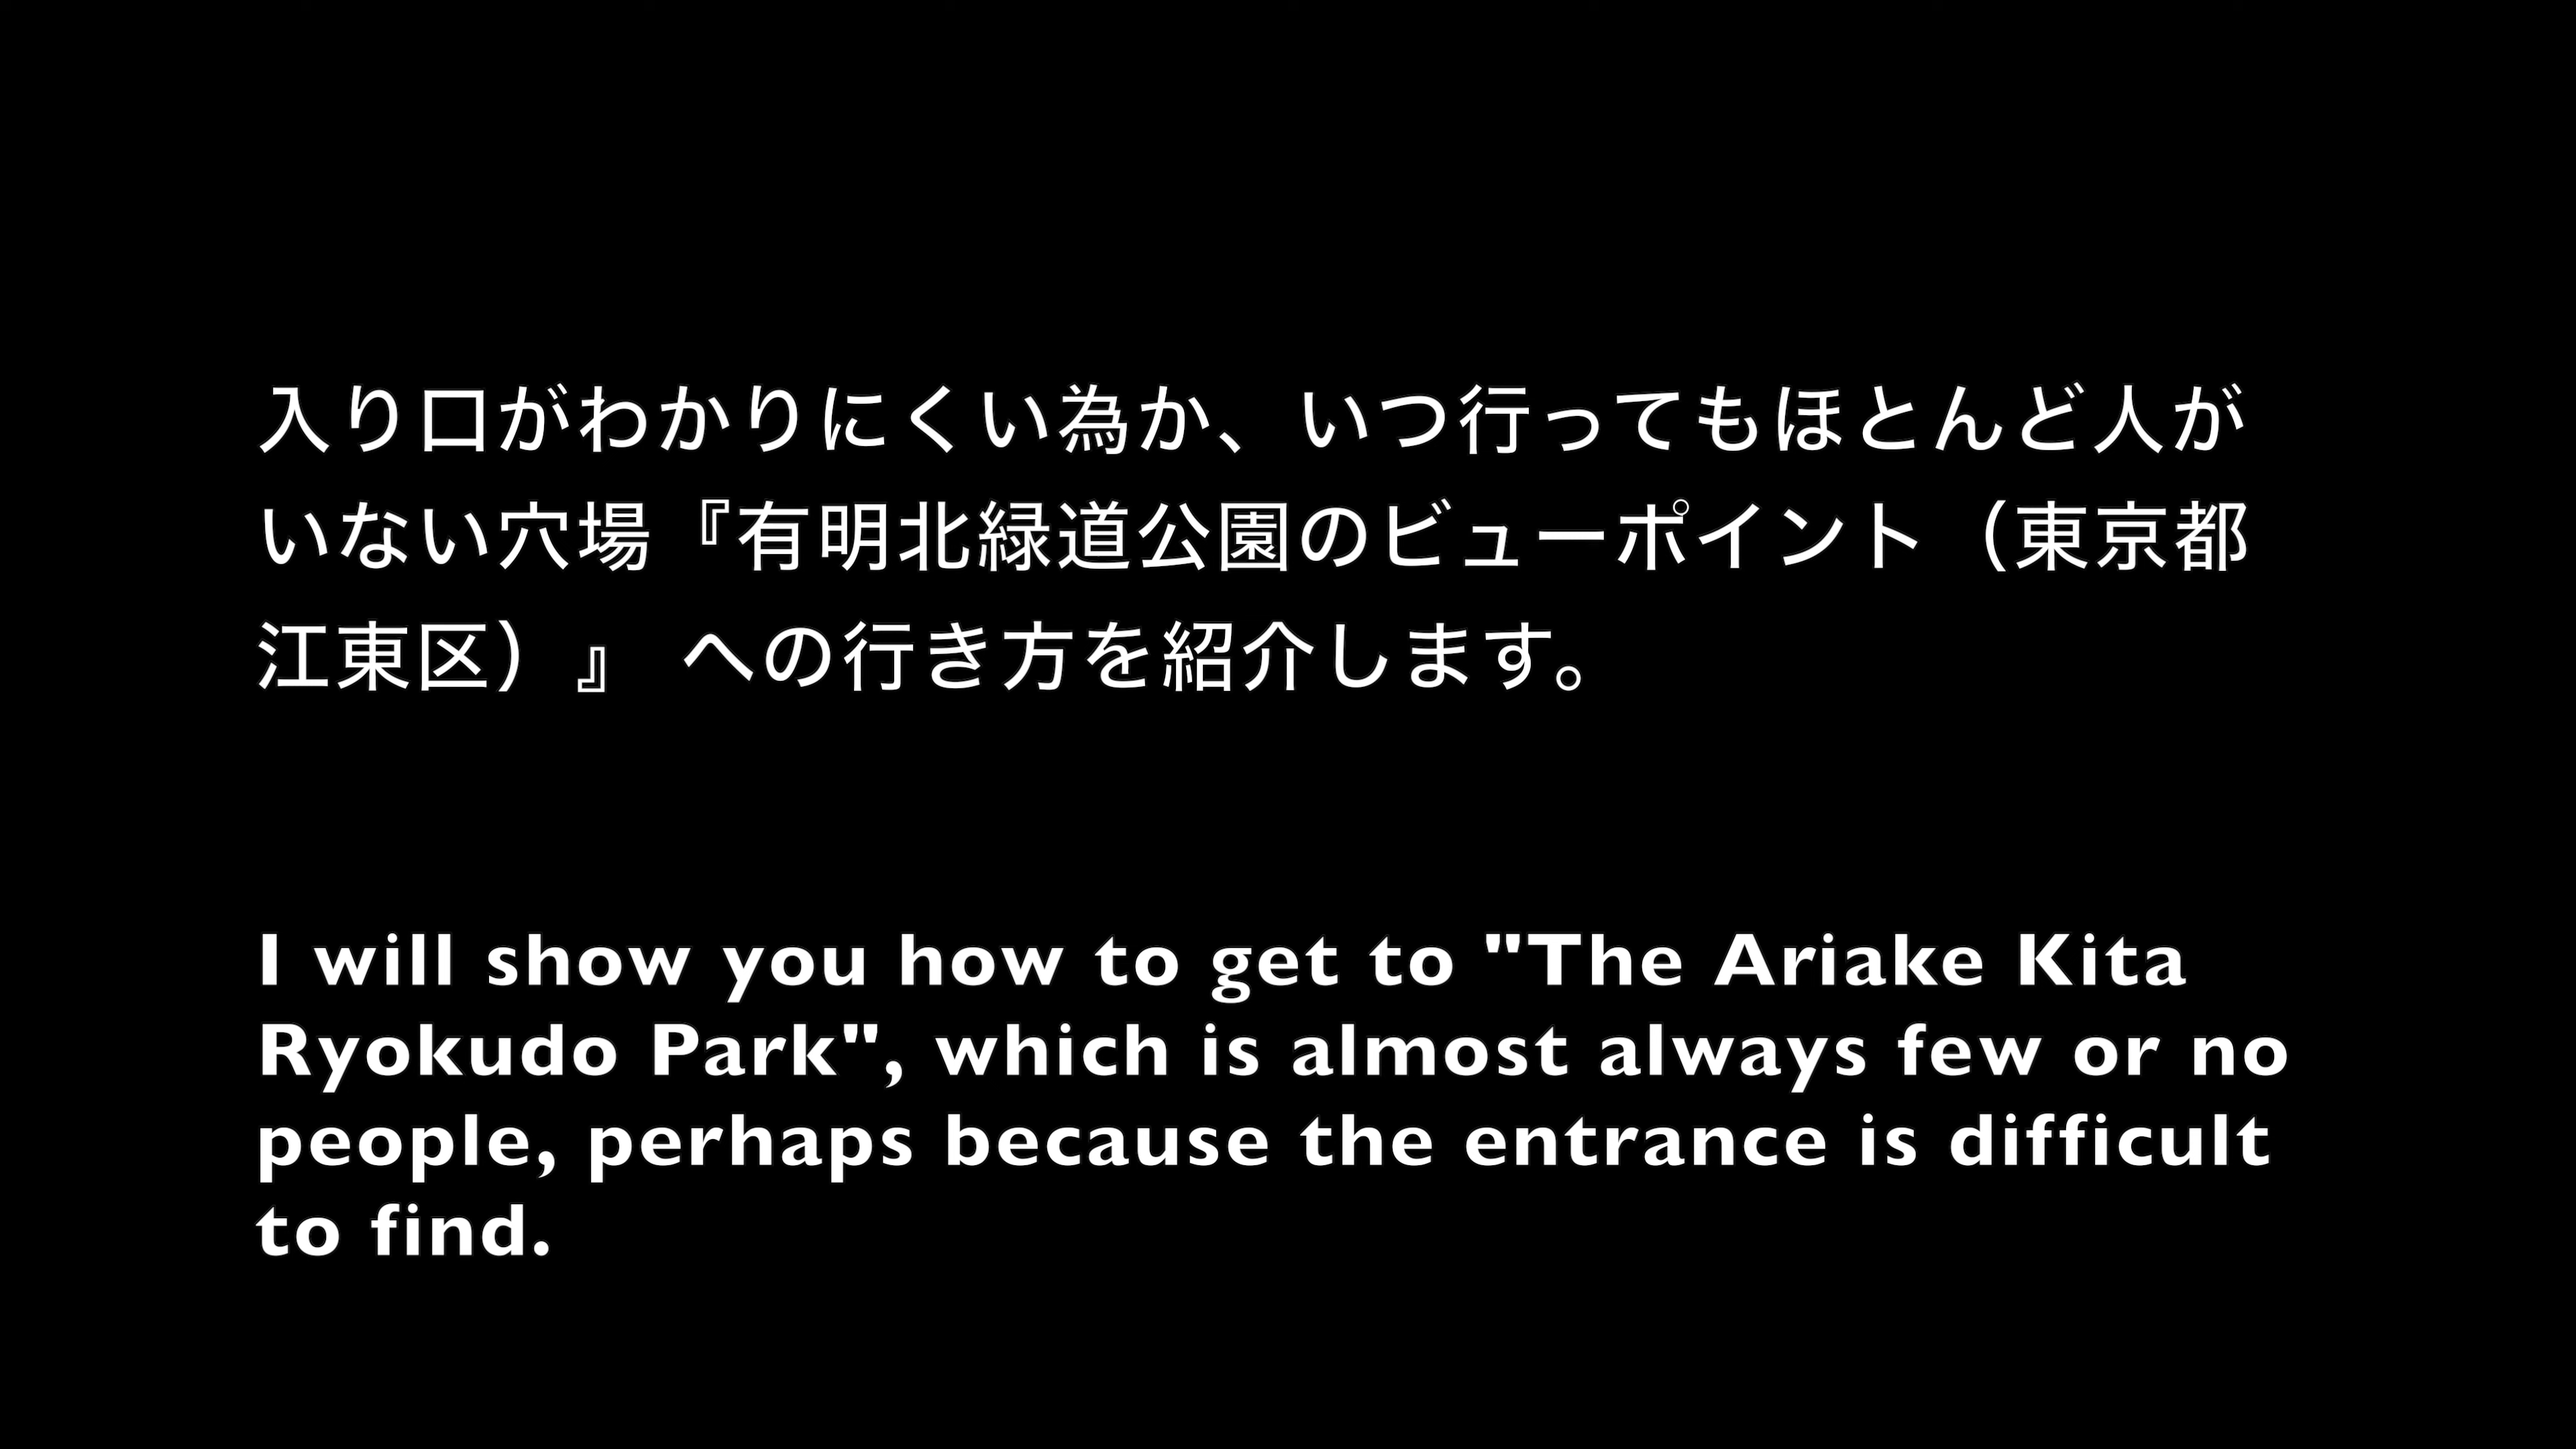 入り口がわかりにくい為か、いつ行ってもほとんど人が
いない穴場『有明北緑道公園のビューポイント（東京都
江東区）』 への行き方を紹介します。
I will show you how to get to "The Ariake Kita
Ryokudo Park", which is almost always few or no
people, perhaps because the entrance is difficult
to find.